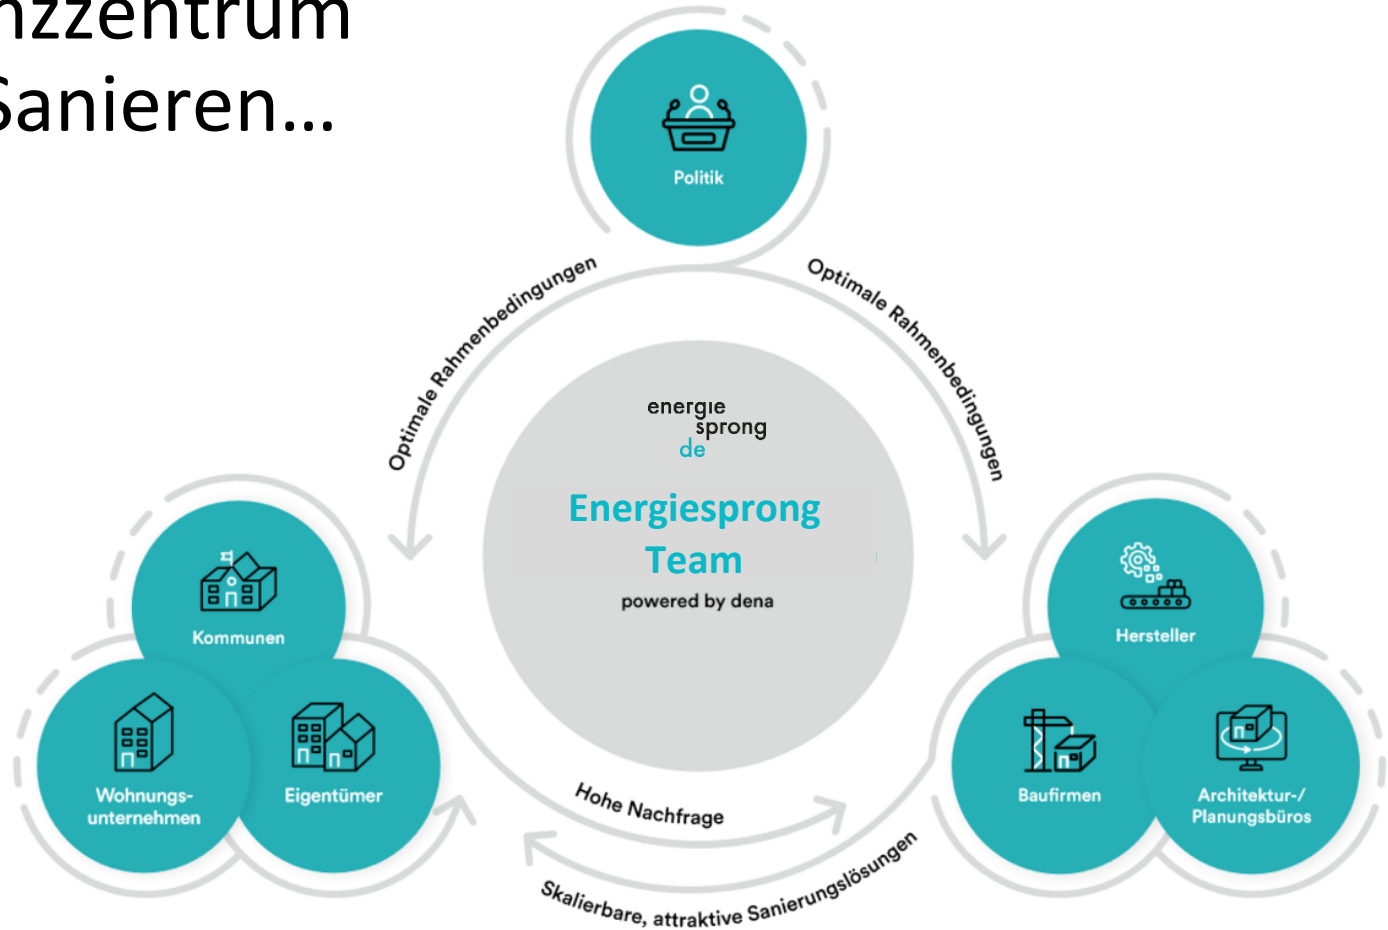 nzzentrum
Sanieren...
Politik
Optimale Rahmenbedingungen
Optimale Rahmenbedingungen
energie
sprong
de
Energiesprong
Team
powered by dena
Kommunen
Wohnungs-
unternehmen
Eigentümer
Hersteller
Baufirmen
Architektur-/
Planungsbüros
Hohe Nachfrage
Skalierbare, attraktive Sanierungslösungen